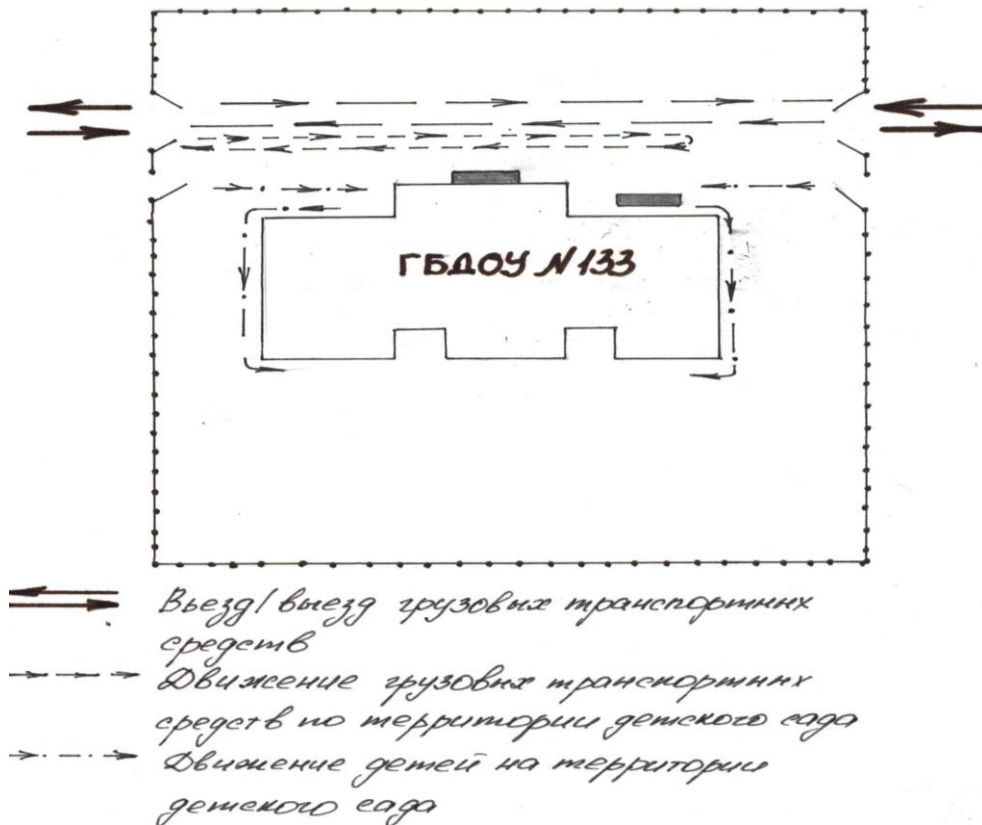 ГБДОУ N 133
Въезд/выезд грузовых транспортных
средств
Движение грузовых транспортных
средств по территории детского сада
Движение детей на территории
детского сада